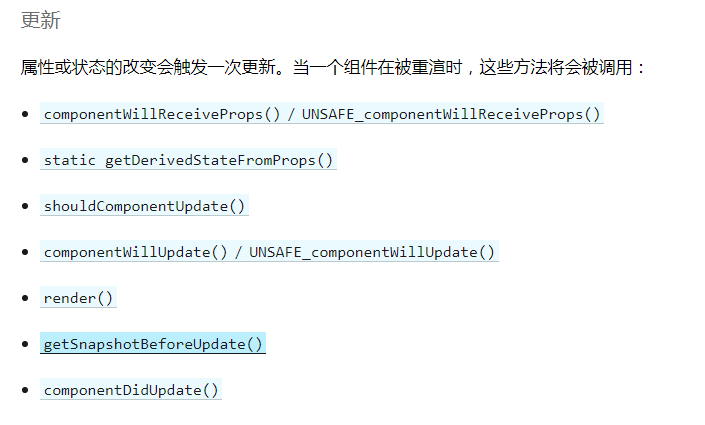 更新
属性或状态的改变会触发一次更新。当一个组件在被重渲时，这些方法将会被调用：
componentWillReceiveProps() / UNSAFE_componentWillReceiveProps()
static getDerivedStateFromProps()
shouldComponentUpdate()
componentWillUpdate() / UNSAFE_componentWillUpdate()
render()
getSnapshotBeforeUpdate()
componentDidUpdate()